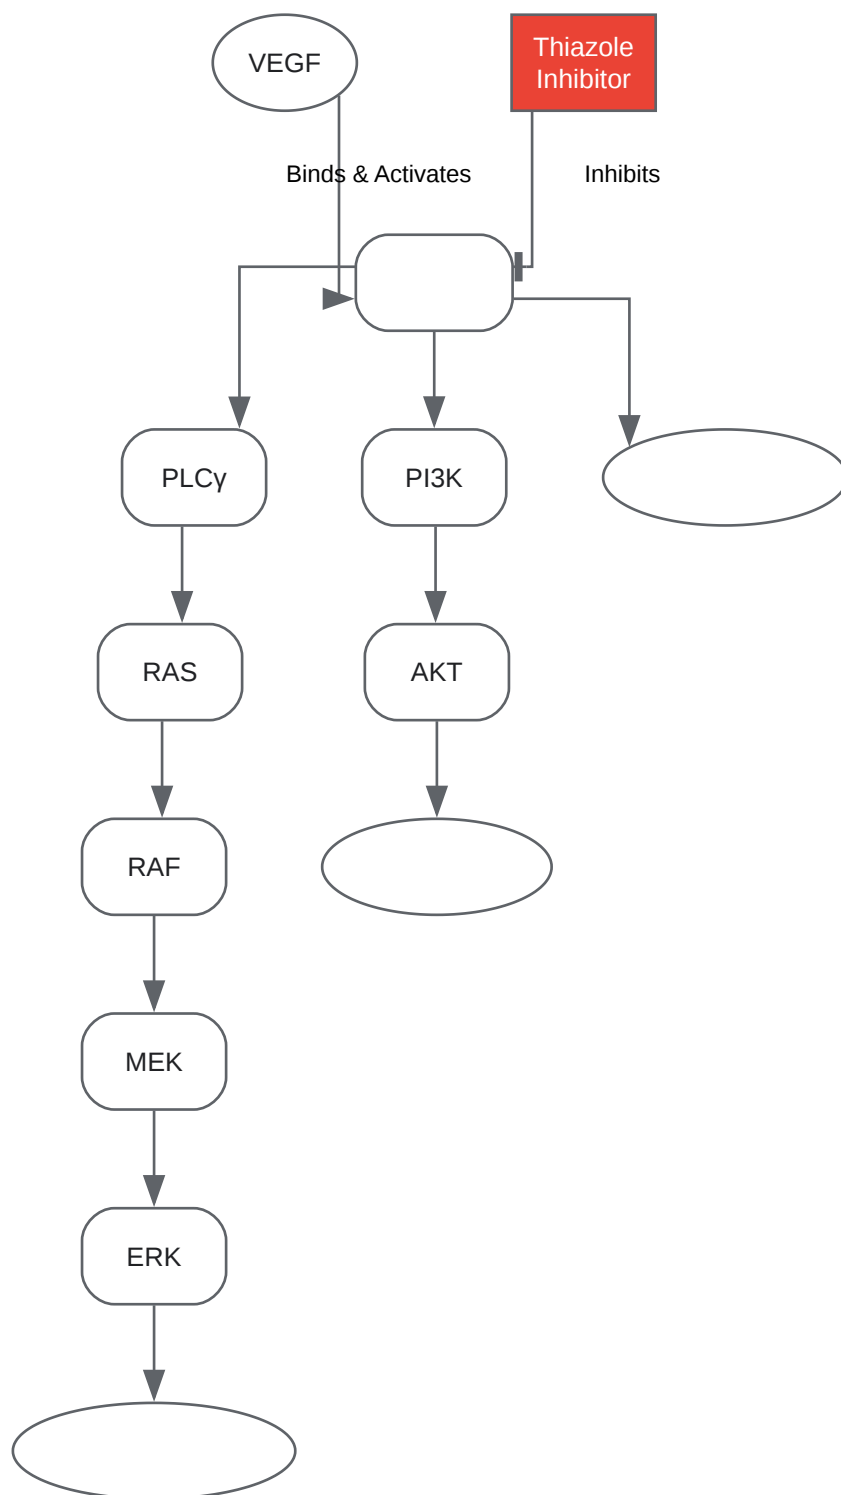 VEGF
Thiazole
Inhibitor
Binds & Activates
Inhibits
PLCγ
PI3K
RAS
AKT
RAF
MEK
ERK